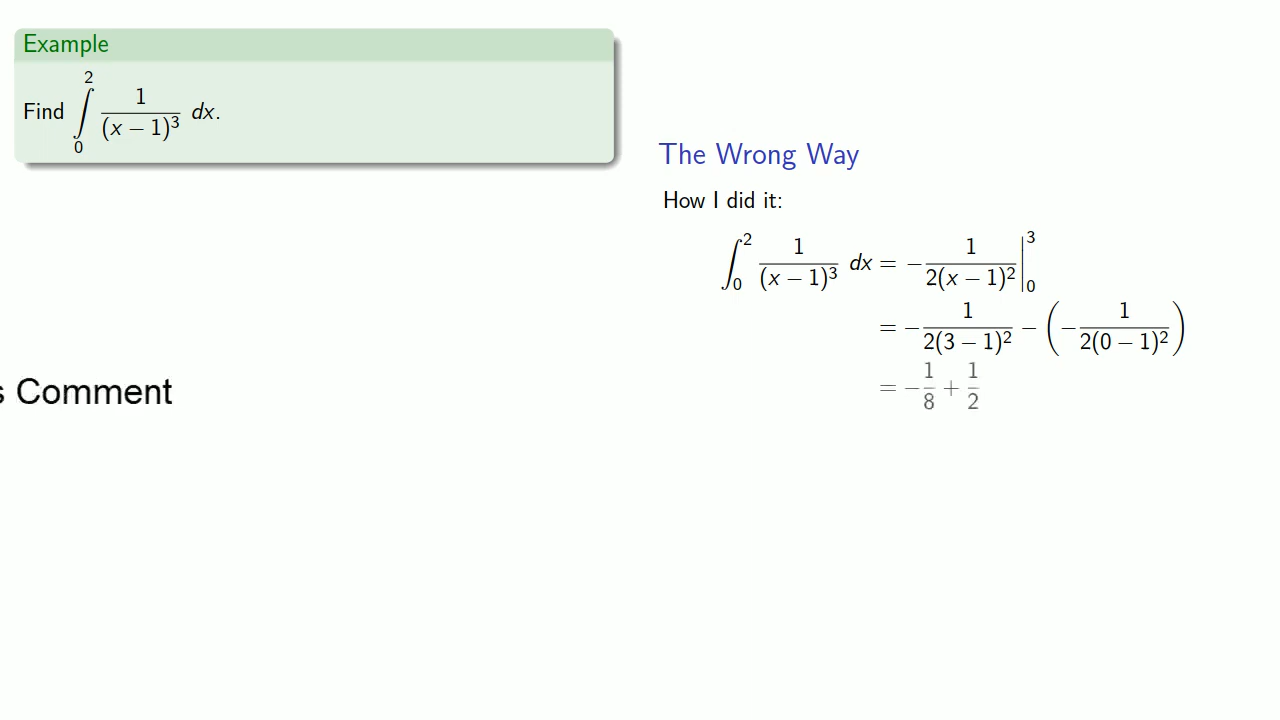 Example
Find ∫₀² 1/(x − 1)³ dx.
The Wrong Way
How I did it:
∫₀² 1/(x − 1)³ dx = −1/(2(x − 1)²)|₀³
= −1/(2(3 − 1)²) − (−1/(2(0 − 1)²))
= −1/8 + 1/2
s Comment